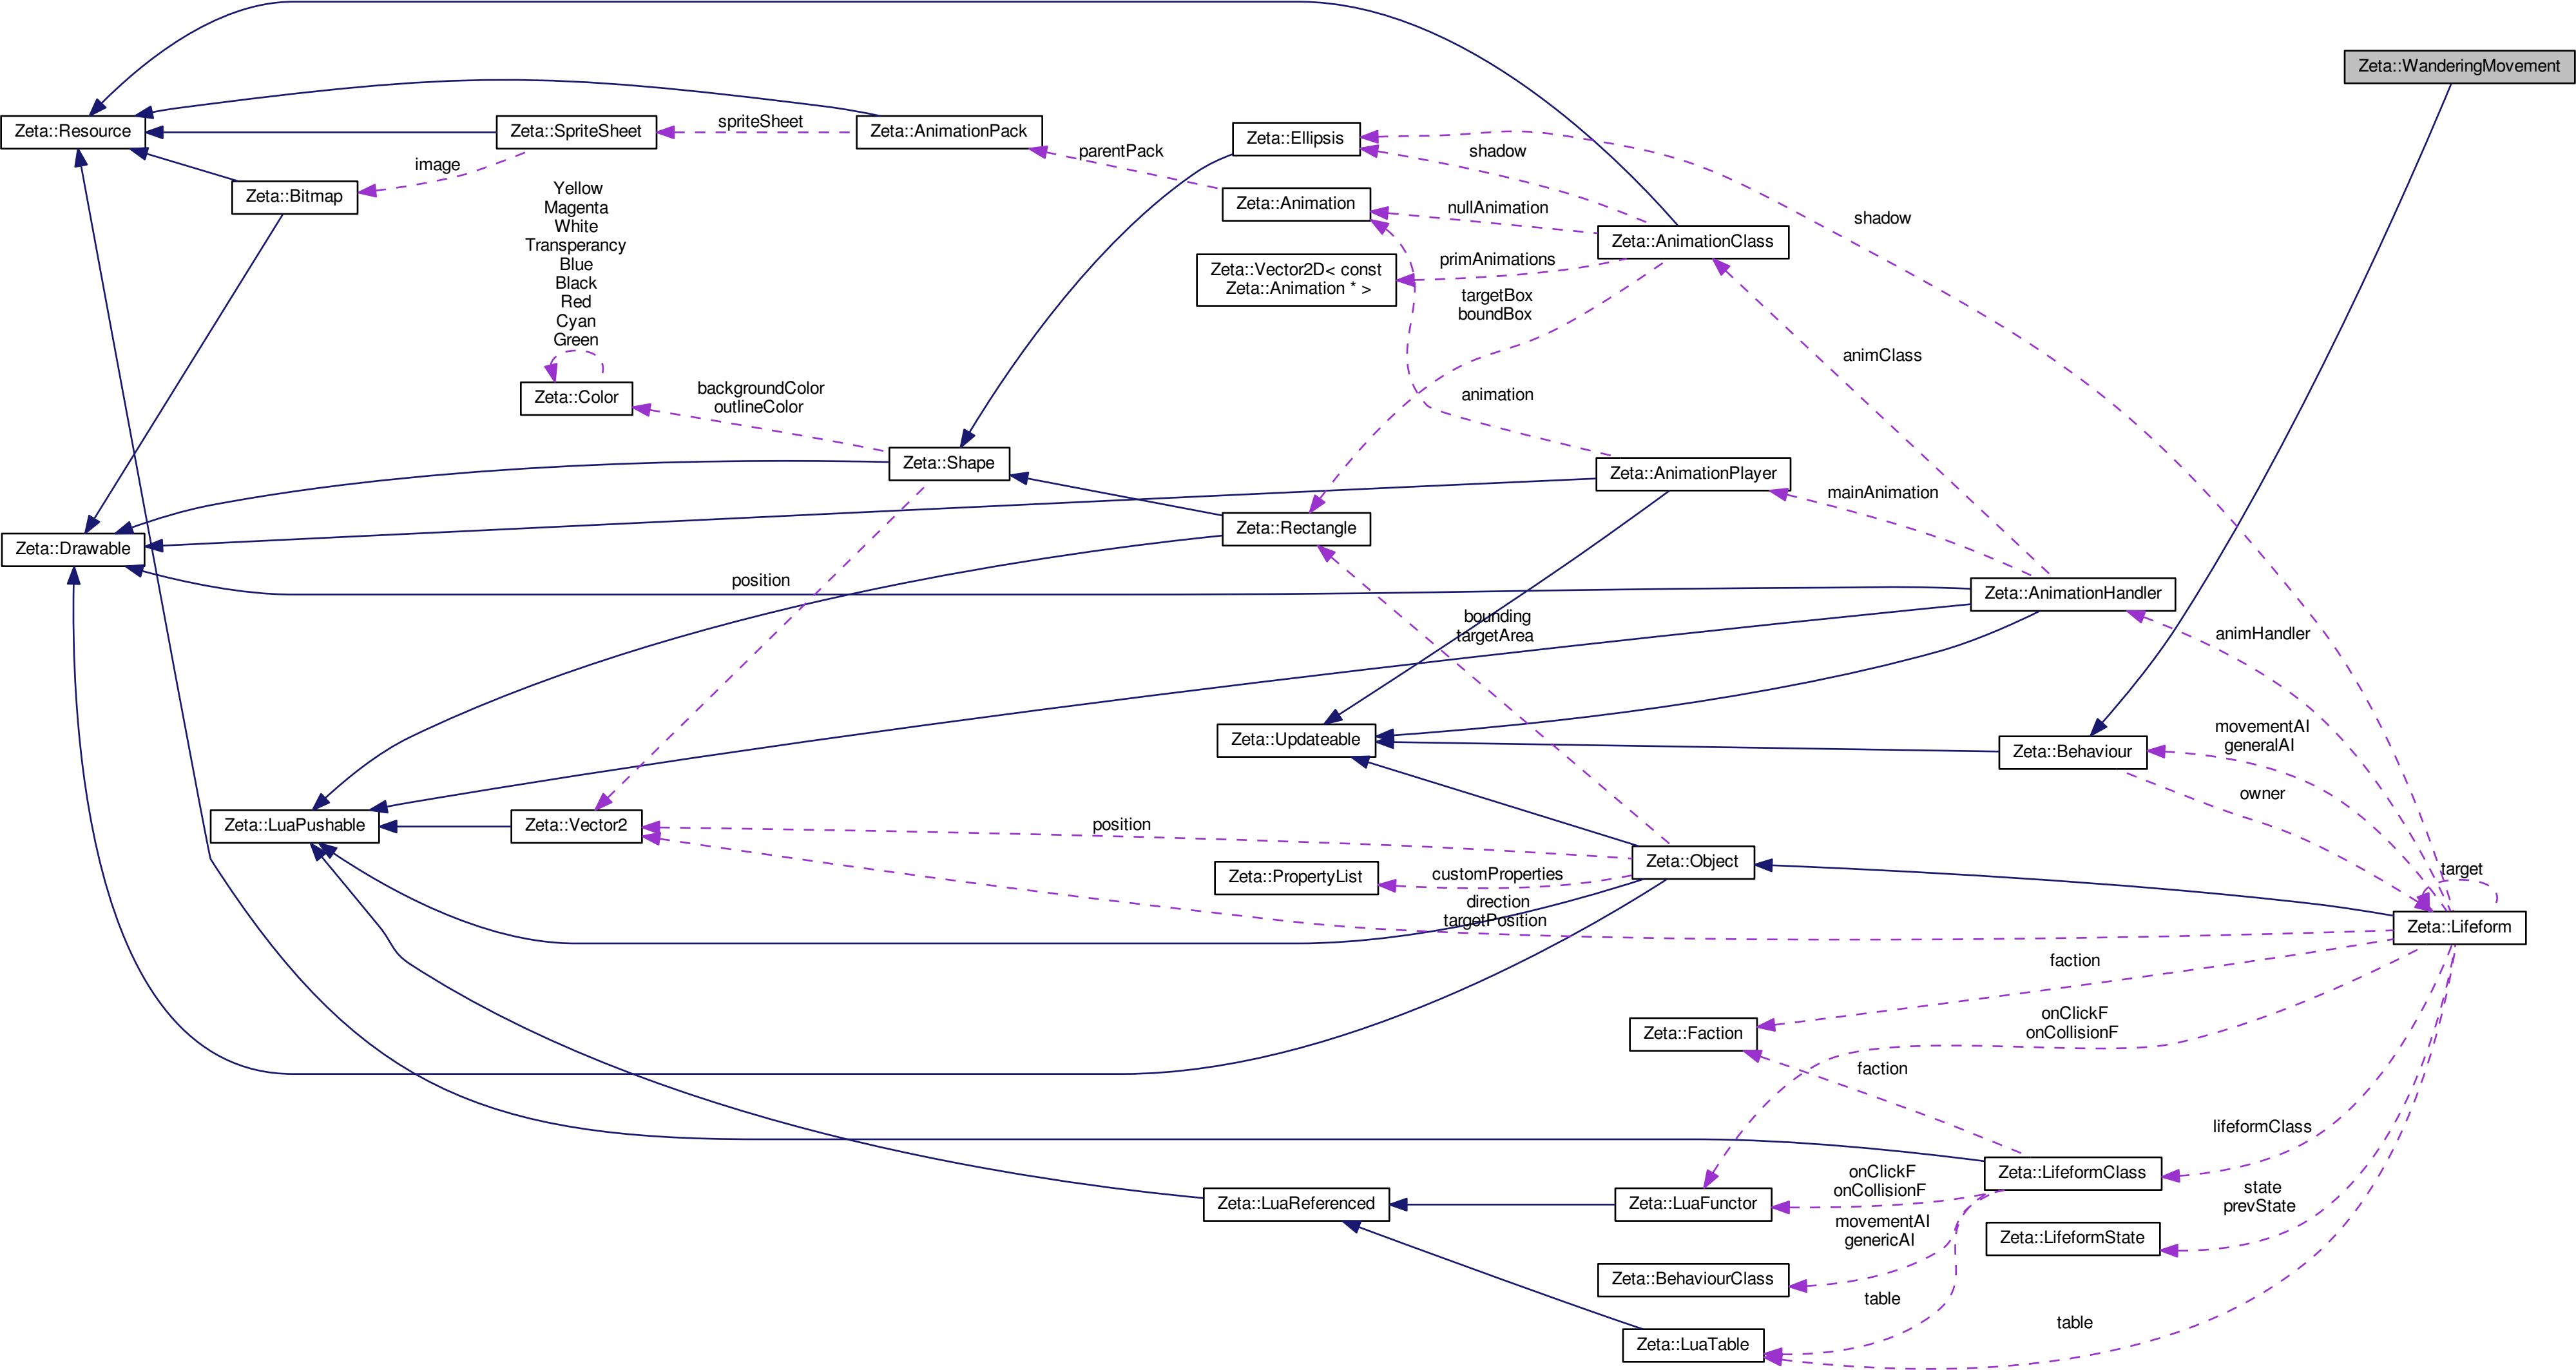 Zeta::WanderingMovement
Zeta::Resource
Zeta::SpriteSheet
spriteSheet
Zeta::AnimationPack
parentPack
Zeta::Ellipsis
shadow
image
Zeta::Bitmap
Yellow
Magenta
White
Transperancy
Blue
Black
Red
Cyan
Green
Zeta::Animation
nullAnimation
shadow
Zeta::AnimationClass
Zeta::Vector2D< const
Zeta::Animation * >
primAnimations
targetBox
boundBox
animClass
Zeta::Color
backgroundColor
outlineColor
animation
Zeta::Shape
Zeta::AnimationPlayer
mainAnimation
Zeta::Rectangle
Zeta::Drawable
position
Zeta::AnimationHandler
bounding
targetArea
animHandler
Zeta::Updateable
Zeta::Behaviour
movementAI
generalAI
owner
Zeta::LuaPushable
Zeta::Vector2
position
Zeta::Object
Zeta::PropertyList
customProperties
target
direction
targetPosition
Zeta::Lifeform
faction
Zeta::Faction
onClickF
onCollisionF
faction
lifeformClass
Zeta::LifeformClass
onClickF
onCollisionF
Zeta::LuaReferenced
Zeta::LuaFunctor
state
prevState
movementAI
genericAI
Zeta::LifeformState
Zeta::BehaviourClass
table
table
Zeta::LuaTable